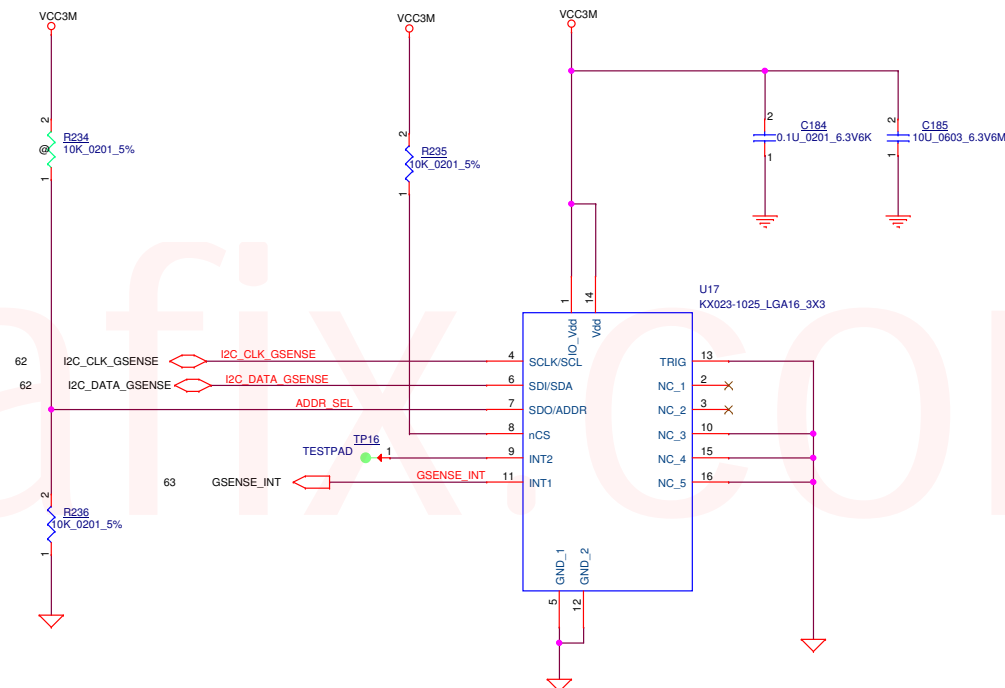 VCC3M
VCC3M
VCC3M
2
R234
@
10K_0201_5%
1
2
R235
10K_0201_5%
1
2
C184
0.1U_0201_6.3V6K
1
2
C185
10U_0603_6.3V6M
1
U17
KX023-1025_LGA16_3X3
1
14
IO_Vdd
Vdd
62
I2C_CLK_GSENSE
I2C_CLK_GSENSE
4
SCLK/SCL
TRIG
13
62
I2C_DATA_GSENSE
I2C_DATA_GSENSE
6
SDI/SDA
NC_1
2
ADDR_SEL
7
SDO/ADDR
NC_2
3
8
nCS
NC_3
10
TP16
TESTPAD
1
9
INT2
NC_4
15
63
GSENSE_INT
GSENSE_INT
11
INT1
NC_5
16
2
R236
10K_0201_5%
1
GND_1
GND_2
5
12
afix.co